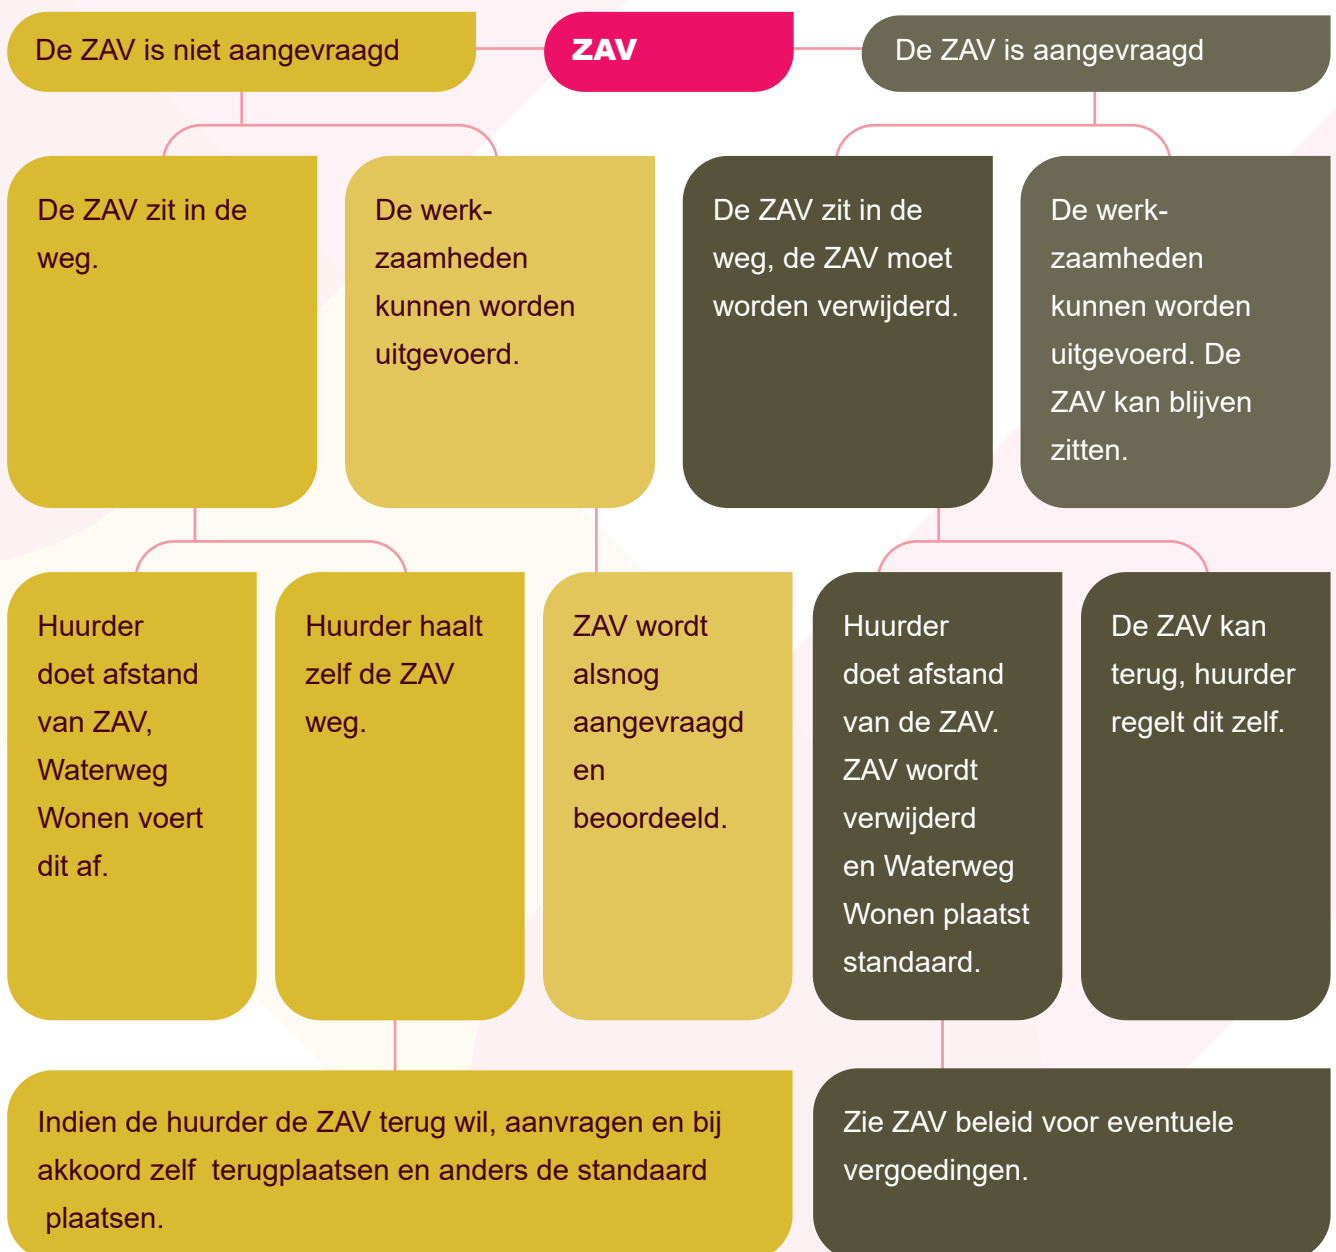 De ZAV is niet aangevraagd
ZAV
De ZAV is aangevraagd
De ZAV zit in de
weg.
De werk-
zaamheden
kunnen worden
uitgevoerd.
De ZAV zit in de
weg, de ZAV moet
worden verwijderd.
De werk-
zaamheden
kunnen worden
uitgevoerd. De
ZAV kan blijven
zitten.
Huurder
doet afstand
van ZAV,
Waterweg
Wonen voert
dit af.
Huurder haalt
zelf de ZAV
weg.
ZAV wordt
alsnog
aangevraagd
en
beoordeeld.
Huurder
doet afstand
van de ZAV.
ZAV wordt
verwijderd
en Waterweg
Wonen plaatst
standaard.
De ZAV kan
terug, huurder
regelt dit zelf.
Indien de huurder de ZAV terug wil, aanvragen en bij
akkoord zelf terugplaatsen en anders de standaard
plaatsen.
Zie ZAV beleid voor eventuele
vergoedingen.